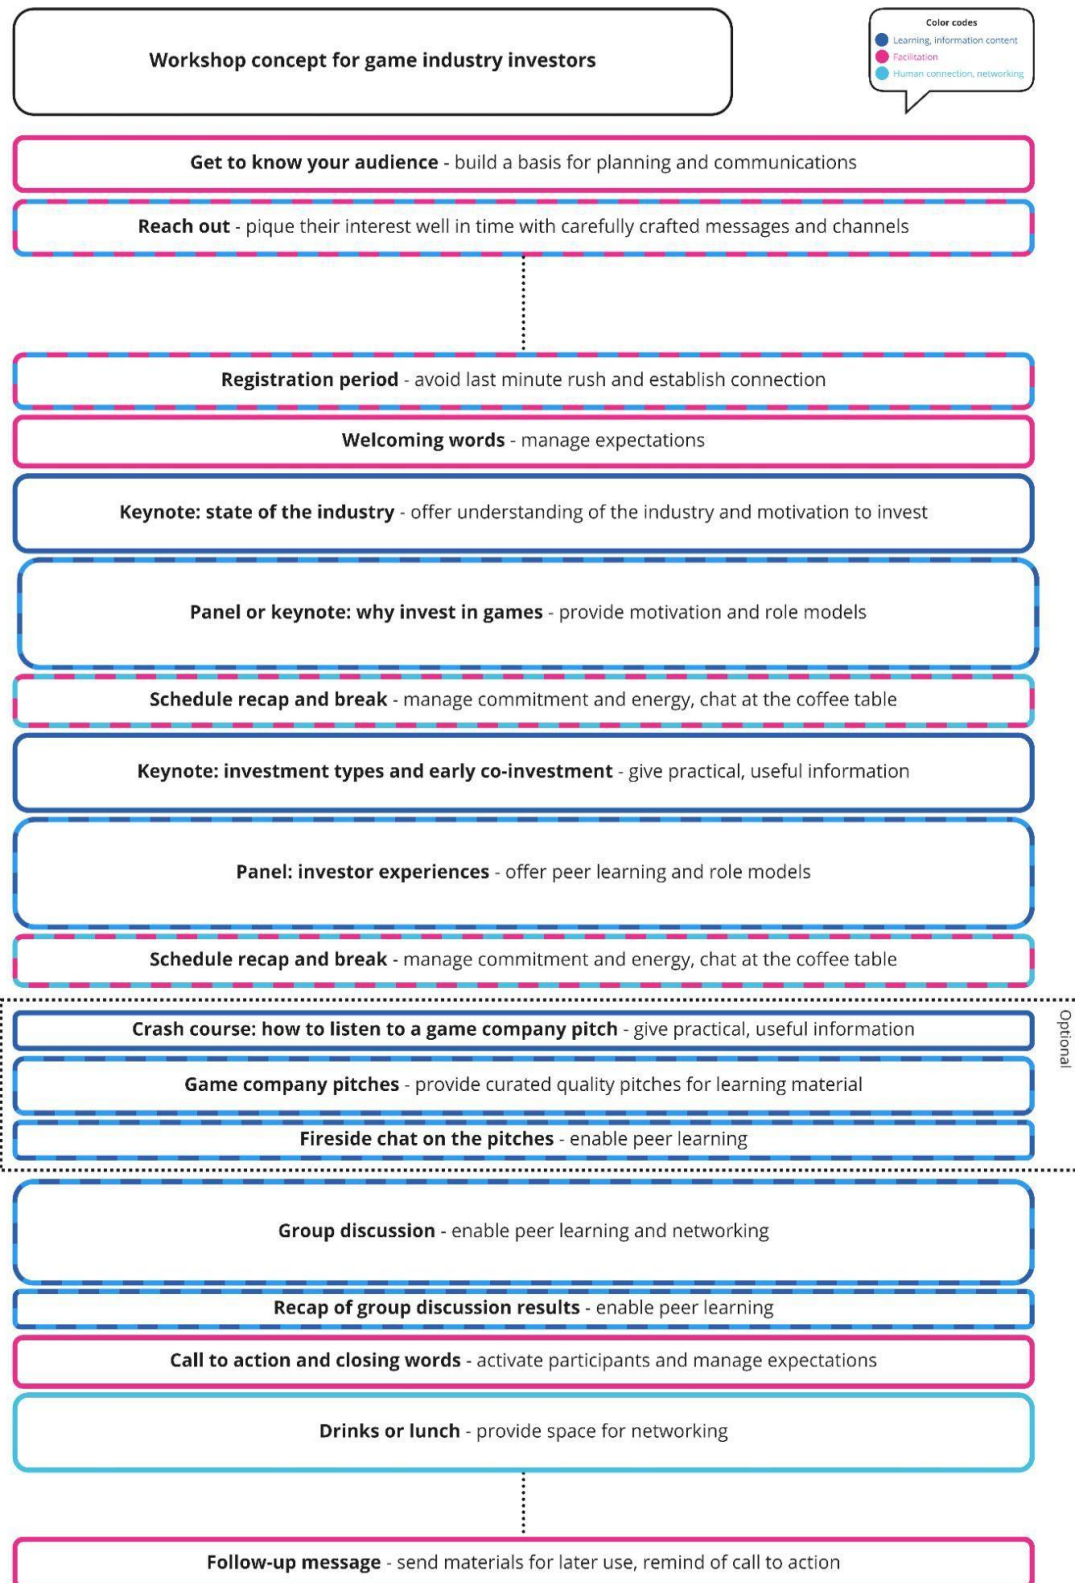 Workshop concept for game industry investors
Color codes
Learning, information content
Facilitation
Human connection, networking
Get to know your audience - build a basis for planning and communications
Reach out - pique their interest well in time with carefully crafted messages and channels
Registration period - avoid last minute rush and establish connection
Welcoming words - manage expectations
Keynote: state of the industry - offer understanding of the industry and motivation to invest
Panel or keynote: why invest in games - provide motivation and role models
Schedule recap and break - manage commitment and energy, chat at the coffee table
Keynote: investment types and early co-investment - give practical, useful information
Panel: investor experiences - offer peer learning and role models
Schedule recap and break - manage commitment and energy, chat at the coffee table
Optional
Crash course: how to listen to a game company pitch - give practical, useful information
Game company pitches - provide curated quality pitches for learning material
Fireside chat on the pitches - enable peer learning
Group discussion - enable peer learning and networking
Recap of group discussion results - enable peer learning
Call to action and closing words - activate participants and manage expectations
Drinks or lunch - provide space for networking
Follow-up message - send materials for later use, remind of call to action